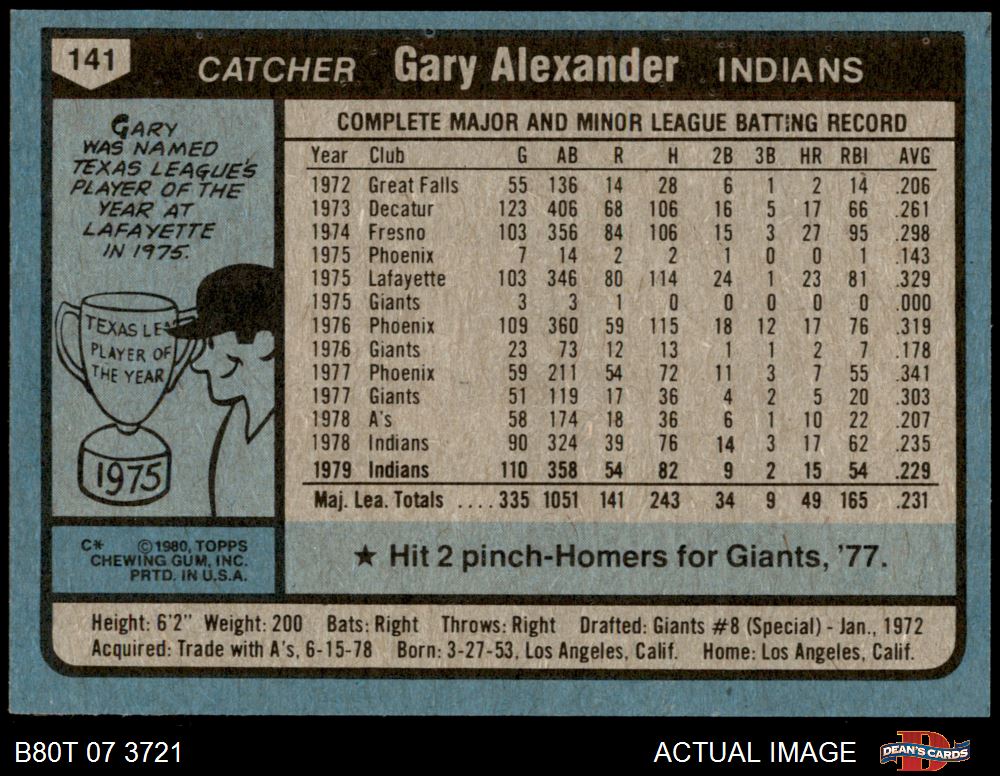 141 CATCHER Gary Alexander INDIANS
GARY
WAS NAMED
TEXAS LEAGUE'S
PLAYER OF THE
YEAR AT
LAFAYETTE
IN 1975.
TEXAS LE
PLAYER OF
THE YEAR
1975
C* ©1980, TOPPS
CHEWING GUM, INC.
PRTD. IN U.S.A.
COMPLETE MAJOR AND MINOR LEAGUE BATTING RECORD
Year Club G AB R H 2B 3B HR RBI AVG
1972 Great Falls 55 136 14 28 6 1 2 14 .206
1973 Decatur 123 406 68 106 16 5 17 66 .261
1974 Fresno 103 356 84 106 15 3 27 95 .298
1975 Phoenix 7 14 2 2 1 0 0 1 .143
1975 Lafayette 103 346 80 114 24 1 23 81 .329
1975 Giants 3 3 1 0 0 0 0 0 .000
1976 Phoenix 109 360 59 115 18 12 17 76 .319
1976 Giants 23 73 12 13 1 1 2 7 .178
1977 Phoenix 59 211 54 72 11 3 7 55 .341
1977 Giants 51 119 17 36 4 2 5 20 .303
1978 A's 58 174 18 36 6 1 10 22 .207
1978 Indians 90 324 39 76 14 3 17 62 .235
1979 Indians 110 358 54 82 9 2 15 54 .229
Maj. Lea. Totals .... 335 1051 141 243 34 9 49 165 .231
★ Hit 2 pinch-Homers for Giants, '77.
Height: 6'2" Weight: 200 Bats: Right Throws: Right Drafted: Giants #8 (Special) - Jan., 1972
Acquired: Trade with A's, 6-15-78 Born: 3-27-53, Los Angeles, Calif. Home: Los Angeles, Calif.
B80T 07 3721 ACTUAL IMAGE DEAN'S CARDS